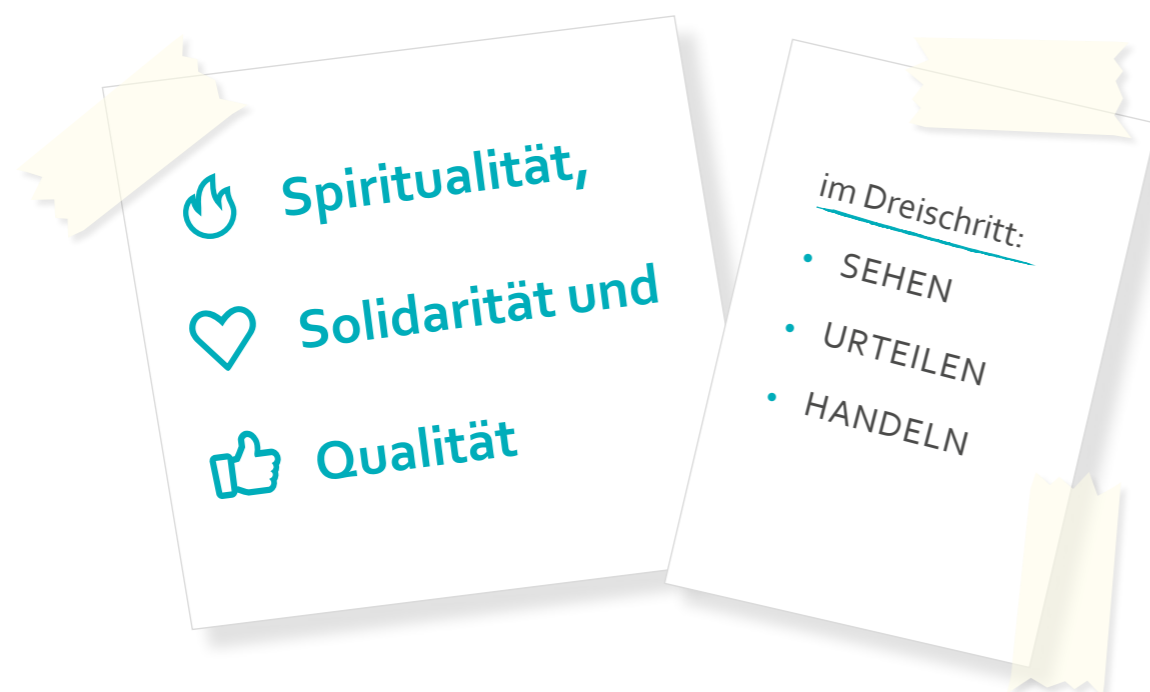 Spiritualität,
Solidarität und
Qualität
im Dreischritt:
• SEHEN
• URTEILEN
• HANDELN